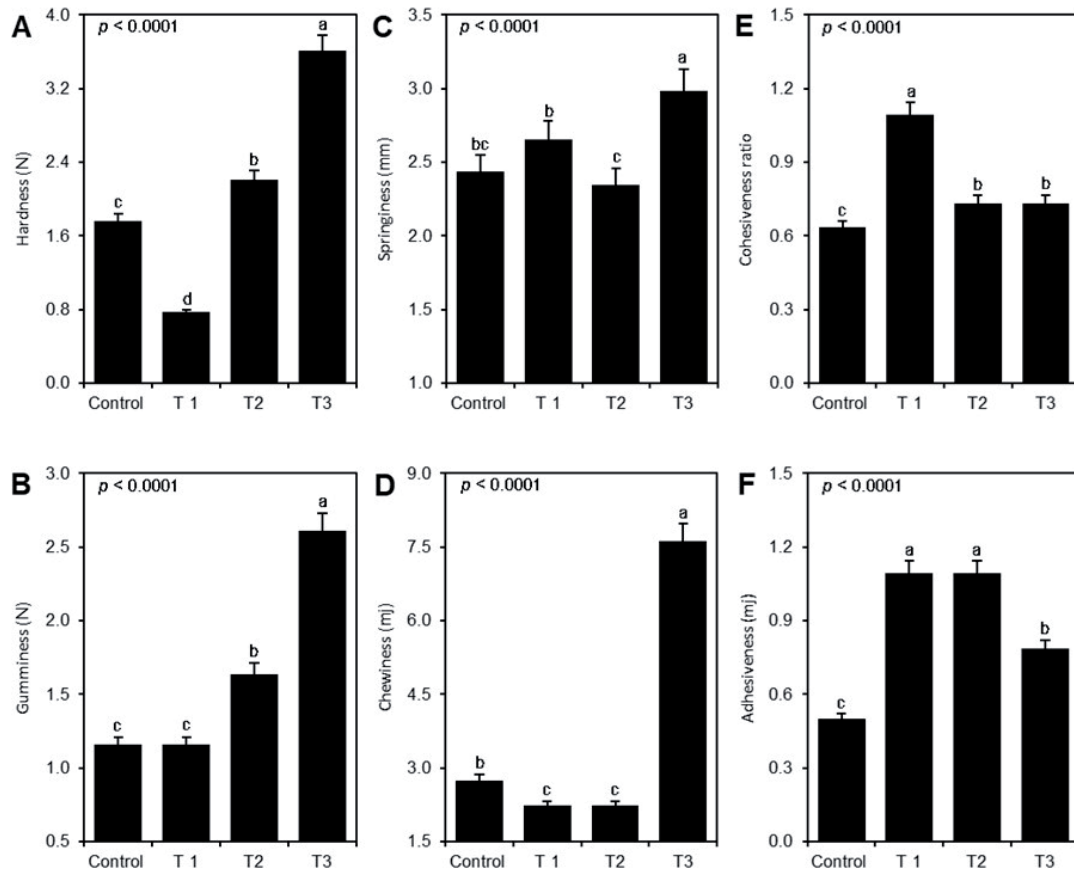 A
p < 0.0001
Hardness (N)
4.0
3.2
2.4
1.6
0.8
0.0
c
d
b
a
Control T 1 T2 T3
C
p < 0.0001
Springiness (mm)
3.5
3.0
2.5
2.0
1.5
1.0
bc
b
c
a
Control T 1 T2 T3
E
p < 0.0001
Cohesiveness ratio
1.5
1.2
0.9
0.6
0.3
0.0
c
a
b
b
Control T 1 T2 T3
B
p < 0.0001
Gumminess (N)
3.0
2.5
2.0
1.5
1.0
0.5
c
c
b
a
Control T 1 T2 T3
D
p < 0.0001
Chewiness (mj)
9.0
7.5
6.0
4.5
3.0
1.5
b
c
c
a
Control T 1 T2 T3
F
p < 0.0001
Adhesiveness (mj)
1.5
1.2
0.9
0.6
0.3
0.0
c
a
a
b
Control T 1 T2 T3